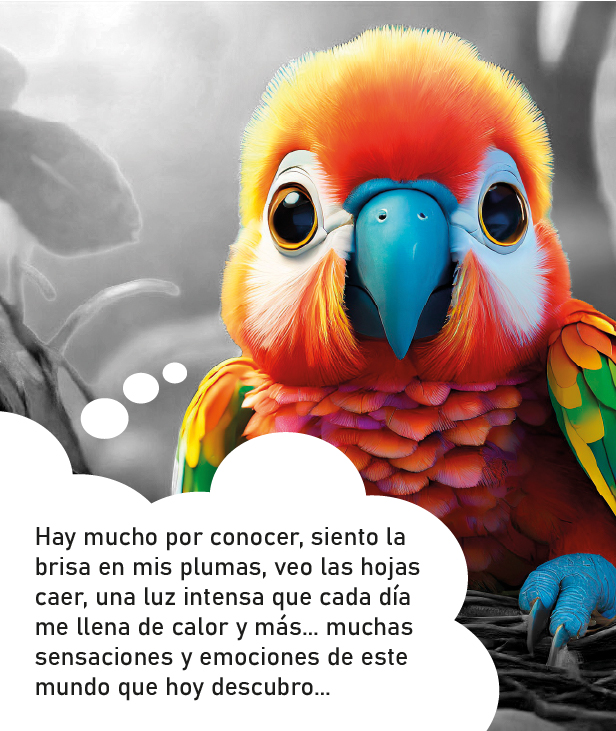 Hay mucho por conocer, siento la
brisa en mis plumas, veo las hojas
caer, una luz intensa que cada día
me llena de calor y más... muchas
sensaciones y emociones de este
mundo que hoy descubro...